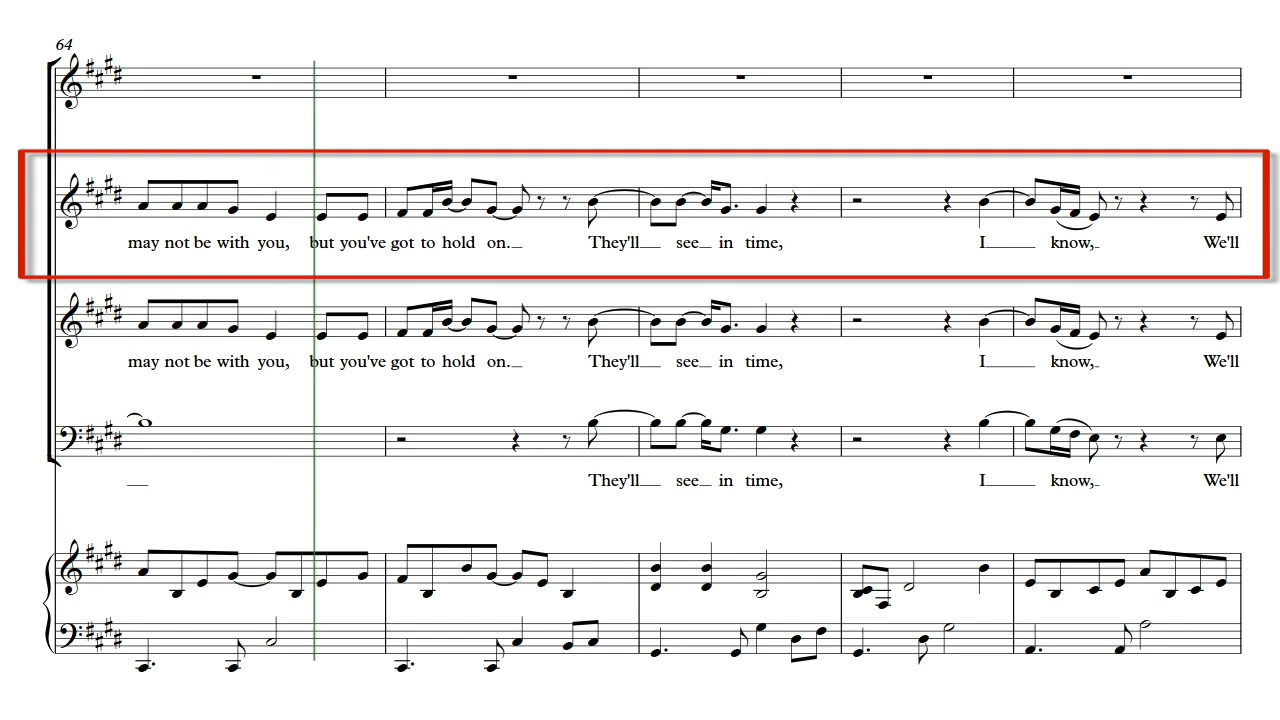 64
may not be with you, but you've got to hold on. They'll see in time, I know, We'll
may not be with you, but you've got to hold on. They'll see in time, I know, We'll
They'll see in time, I know, We'll